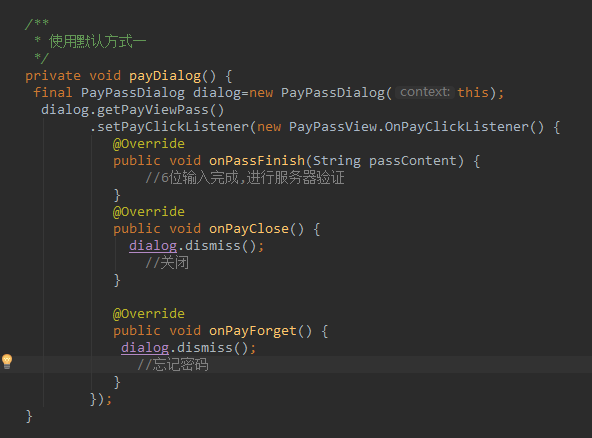 /**
 * 使用默认方式一
 */
private void payDialog() {
 final PayPassDialog dialog=new PayPassDialog( context: this);
  dialog.getPayViewPass()
        .setPayClickListener(new PayPassView.OnPayClickListener() {
           @Override
           public void onPassFinish(String passContent) {
               //6位输入完成,进行服务器验证
           }
           @Override
           public void onPayClose() {
             dialog.dismiss();
               //关闭
           }
           @Override
           public void onPayForget() {
            dialog.dismiss();
              //忘记密码
           }
        });
}